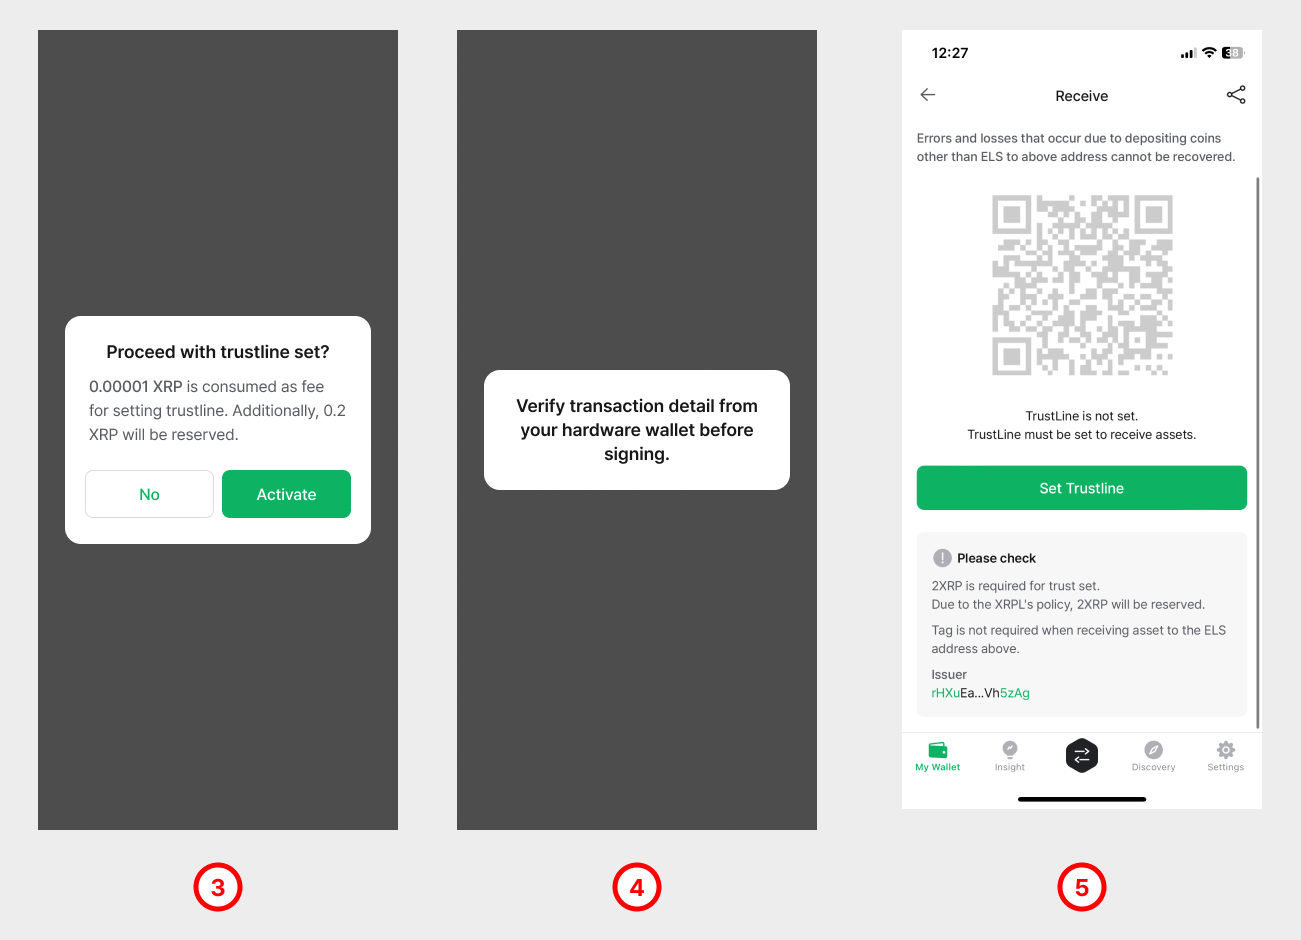 Proceed with trustline set?
0.00001 XRP is consumed as fee
for setting trustline. Additionally, 0.2
XRP will be reserved.
No
Activate
3
Verify transaction detail from
your hardware wallet before
signing.
4
12:27
38
Receive
Errors and losses that occur due to depositing coins
other than ELS to above address cannot be recovered.
TrustLine is not set.
TrustLine must be set to receive assets.
Set Trustline
Please check
2XRP is required for trust set.
Due to the XRPL's policy, 2XRP will be reserved.
Tag is not required when receiving asset to the ELS
address above.
Issuer
rHXuEa...Vh5zAg
My Wallet
Insight
Discovery
Settings
5